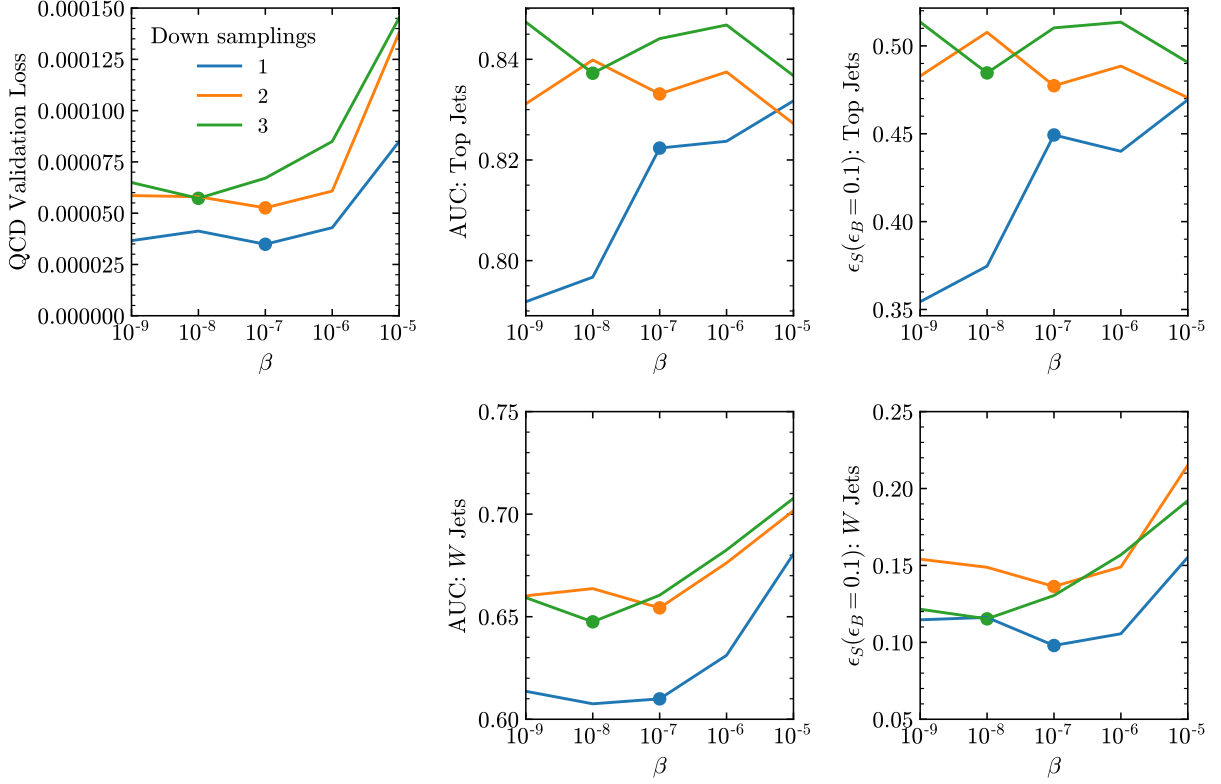 QCD Validation Loss
0.000150
0.000125
0.000100
0.000075
0.000050
0.000025
0.000000
Down samplings
1
2
3
10⁻⁹ 10⁻⁸ 10⁻⁷ 10⁻⁶ 10⁻⁵
β
AUC: Top Jets
0.84
0.82
0.80
10⁻⁹ 10⁻⁸ 10⁻⁷ 10⁻⁶ 10⁻⁵
β
ϵ_S(ϵ_B = 0.1): Top Jets
0.50
0.45
0.40
0.35
10⁻⁹ 10⁻⁸ 10⁻⁷ 10⁻⁶ 10⁻⁵
β
AUC: W Jets
0.75
0.70
0.65
0.60
10⁻⁹ 10⁻⁸ 10⁻⁷ 10⁻⁶ 10⁻⁵
β
ϵ_S(ϵ_B = 0.1): W Jets
0.25
0.20
0.15
0.10
0.05
10⁻⁹ 10⁻⁸ 10⁻⁷ 10⁻⁶ 10⁻⁵
β